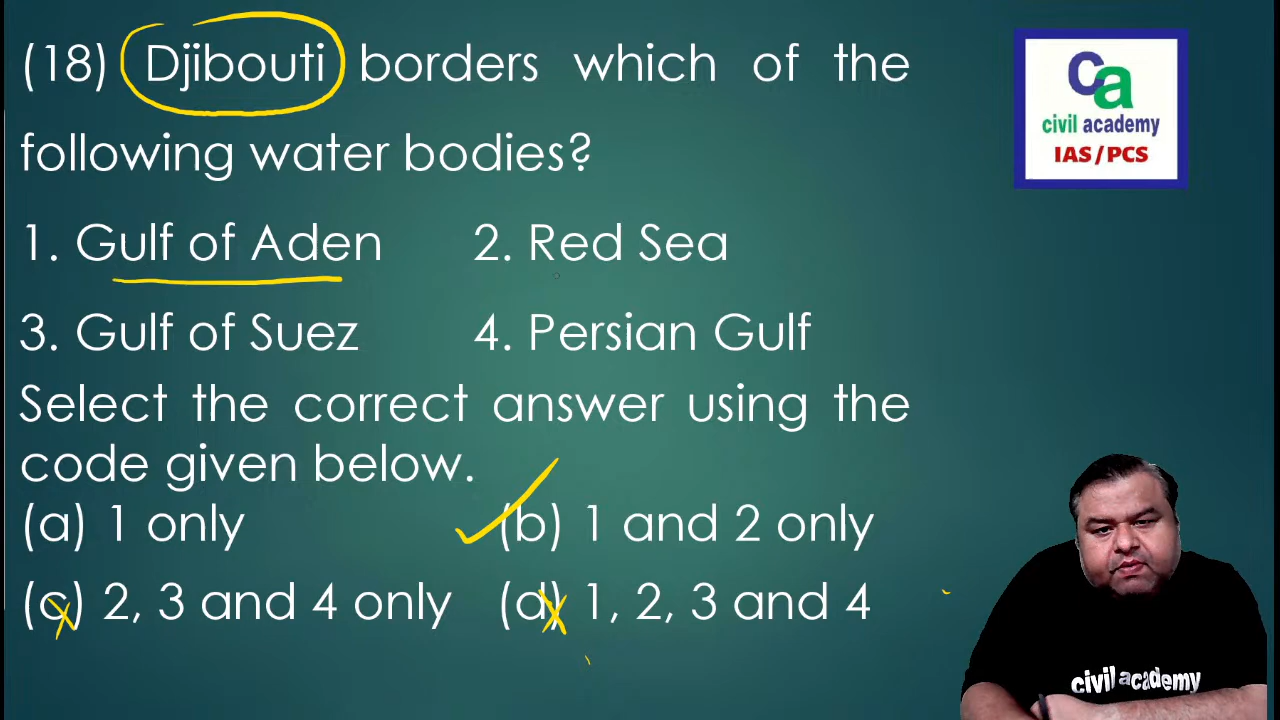 (18) Djibouti borders which of the
following water bodies?
1. Gulf of Aden 2. Red Sea
3. Gulf of Suez 4. Persian Gulf
Select the correct answer using the
code given below.
(a) 1 only (b) 1 and 2 only
(c) 2, 3 and 4 only (d) 1, 2, 3 and 4
ca
civil academy
IAS/PCS
civil academy